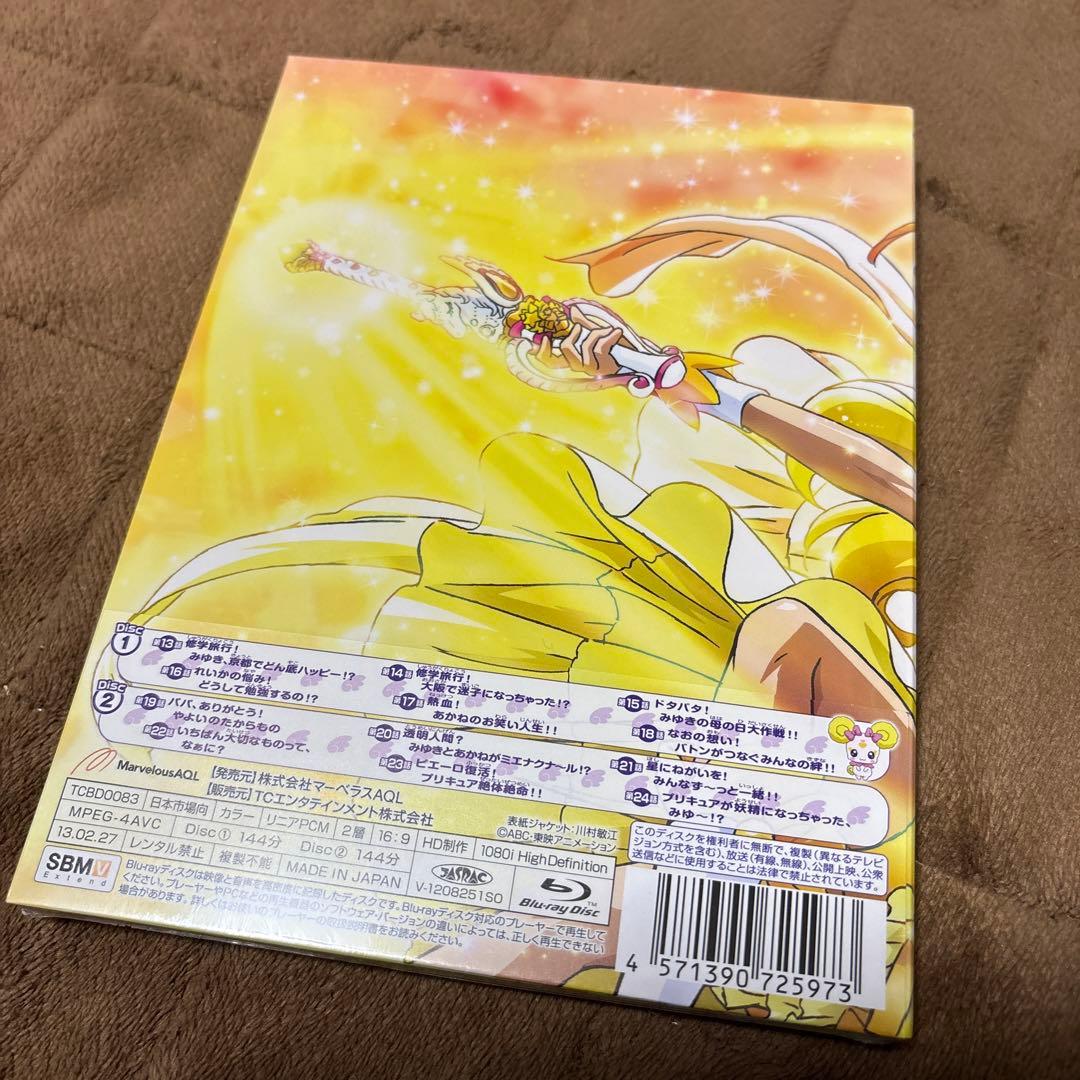 Disc 1
第13話 修学旅行!
みゆき、京都でどん底ハッピー!?
第14話 修学旅行!
大阪で迷子になっちゃった!?
第15話 ドタバタ!
みゆきの母の日大作戦!!
第16話 れいかの悩み!
どうして勉強するの!?
第17話 熱血!
あかねのお笑い人生!!
第18話 なおの想い!
バトンがつなぐみんなの絆!!
Disc 2
第19話 パパ、ありがとう!
やよいのたからもの
第20話 透明人間?
みゆきとあかねがミエナクナ〜ル!?
第21話 星にねがいを!
みんなず〜っと一緒!!
第22話 いちばん大切なものって、
なぁに?
第23話 ピエーロ復活!
プリキュア絶体絶命!!
第24話 プリキュアが妖精になっちゃった、
みゆ〜!?
MarvelousAQL
【発売元】株式会社マーベラスAQL
【販売元】TCエンタテインメント株式会社
表紙ジャケット:川村敏江
©ABC・東映アニメーション
TCBD0083 日本市場向 カラー リニアPCM 2層 16:9 HD制作 1080i High Definition
MPEG-4AVC Disc① 144分 Disc② 144分
13.02.27 レンタル禁止 複製不能 MADE IN JAPAN JASRAC V-1208251S0
SBM V
Extend
Blu-ray Disc™
Blu-rayディスクは映像と音声を高密度に記録したディスクです。Blu-rayディスク対応のプレーヤーで再生して
ください。プレーヤーやPCなどの再生機器のソフトウェア・バージョンの違いによっては、正しく再生できない
場合があります。詳しくはお使いのプレーヤーの取扱説明書をお読みください。
このディスクを権利者に無断で、複製(異なるテレビ
ジョン方式を含む)、放送(有線、無線)、公開上映、公衆
送信などに使用することは法律で禁止されています。
4 571390 725973